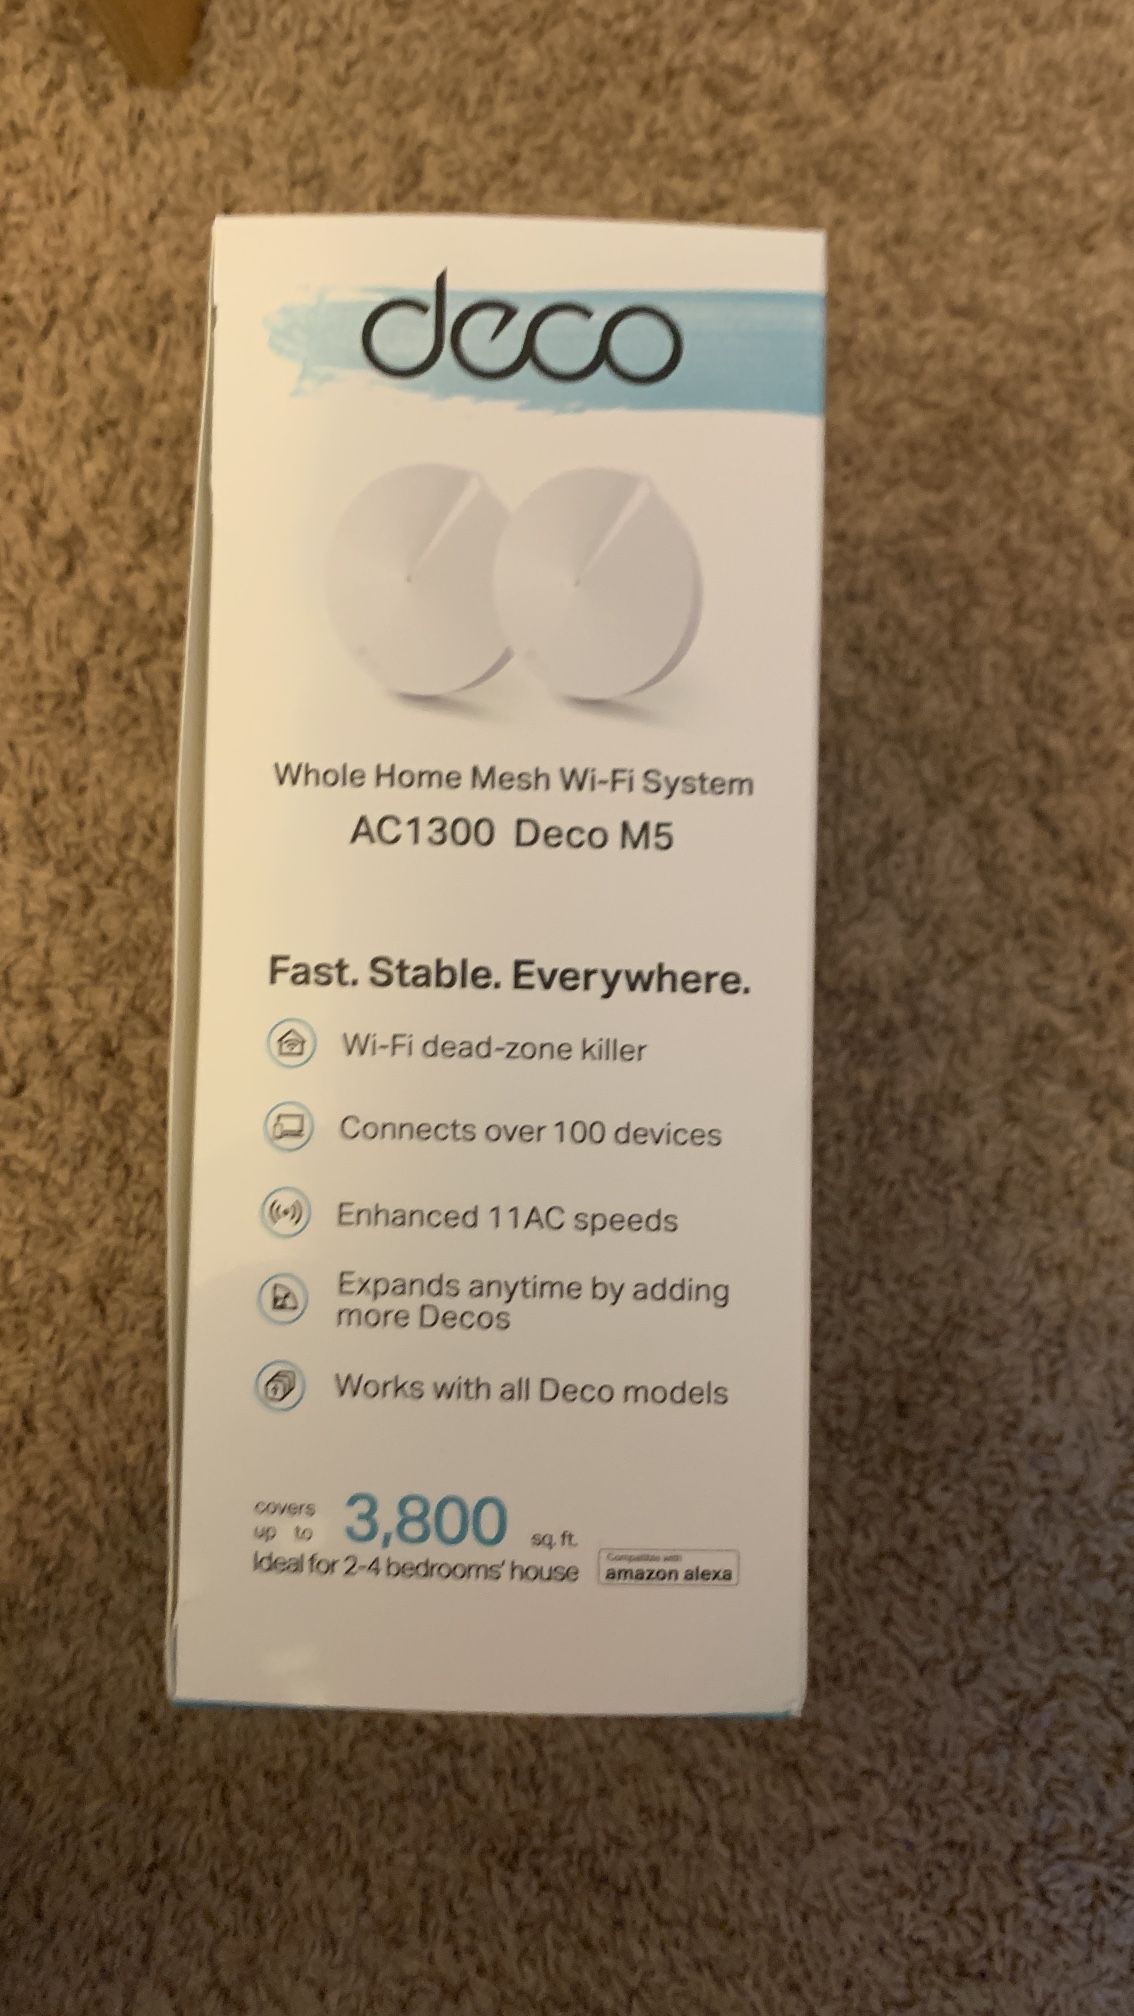 deco
Whole Home Mesh Wi-Fi System
AC1300 Deco M5
Fast. Stable. Everywhere.
Wi-Fi dead-zone killer
Connects over 100 devices
Enhanced 11AC speeds
Expands anytime by adding
more Decos
Works with all Deco models
covers
up to 3,800 sq. ft.
Ideal for 2-4 bedrooms' house
Compatible with
amazon alexa